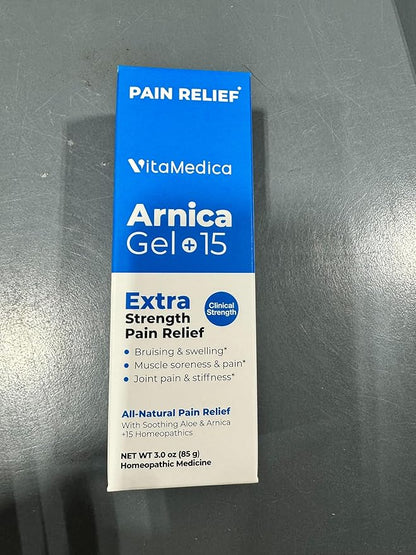 PAIN RELIEF*
VitaMedica
Arnica
Gel + 15
Extra
Strength
Pain Relief
Clinical
Strength
• Bruising & swelling*
• Muscle soreness & pain*
• Joint pain & stiffness*
All-Natural Pain Relief
With Soothing Aloe & Arnica
+15 Homeopathics
NET WT 3.0 oz (85 g)
Homeopathic Medicine